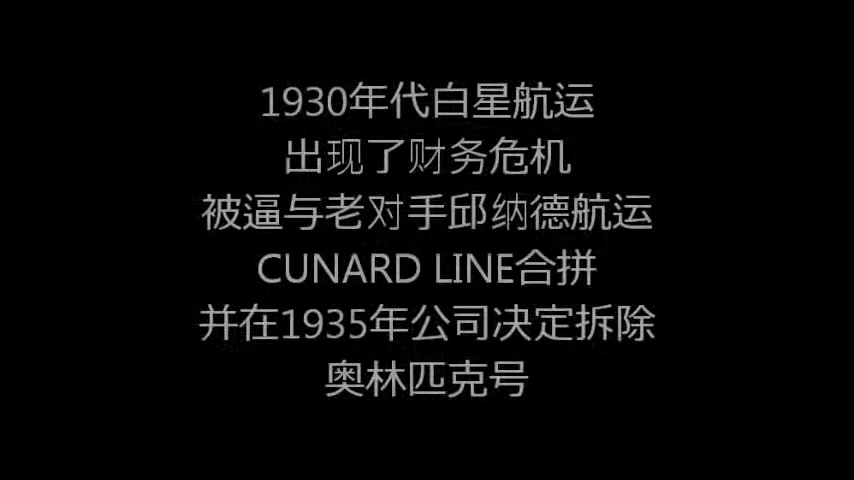 1930年代白星航运
出现了财务危机
被逼与老对手邱纳德航运
CUNARD LINE合拼
并在1935年公司决定拆除
奥林匹克号